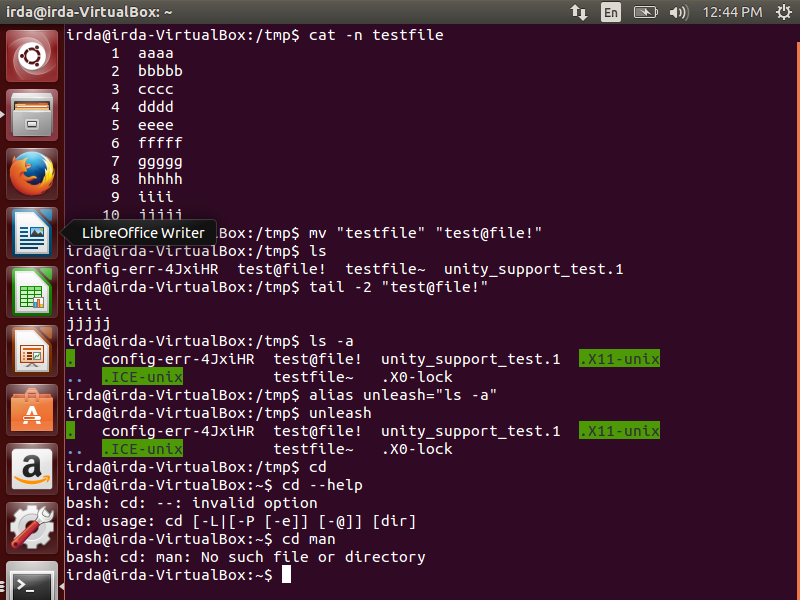 irda@irda-VirtualBox: ~
En
12:44 PM
irda@irda-VirtualBox:/tmp$ cat -n testfile
1 aaaa
2 bbbbb
3 cccc
4 dddd
5 eeee
6 fffff
7 ggggg
8 hhhhh
9 iiii
10 jjjjj
LibreOffice Writer
lBox:/tmp$ mv "testfile" "test@file!"
irda@irda-VirtualBox:/tmp$ ls
config-err-4JxiHR test@file! testfile~ unity_support_test.1
irda@irda-VirtualBox:/tmp$ tail -2 "test@file!"
iiii
jjjjj
irda@irda-VirtualBox:/tmp$ ls -a
. config-err-4JxiHR test@file! unity_support_test.1 .X11-unix
.. .ICE-unix testfile~ .X0-lock
irda@irda-VirtualBox:/tmp$ alias unleash="ls -a"
irda@irda-VirtualBox:/tmp$ unleash
. config-err-4JxiHR test@file! unity_support_test.1 .X11-unix
.. .ICE-unix testfile~ .X0-lock
irda@irda-VirtualBox:/tmp$ cd
irda@irda-VirtualBox:~$ cd --help
bash: cd: --: invalid option
cd: usage: cd [-L|[-P [-e]] [-@]] [dir]
irda@irda-VirtualBox:~$ cd man
bash: cd: man: No such file or directory
irda@irda-VirtualBox:~$